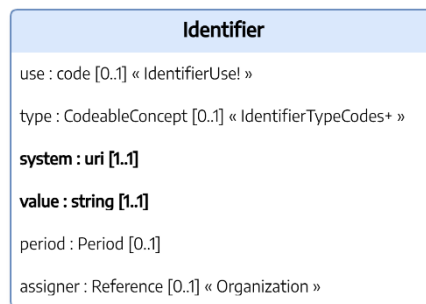 Identifier
use : code [0..1] « IdentifierUse! »
type : CodeableConcept [0..1] « IdentifierTypeCodes+ »
system : uri [1..1]
value : string [1..1]
period : Period [0..1]
assigner : Reference [0..1] « Organization »